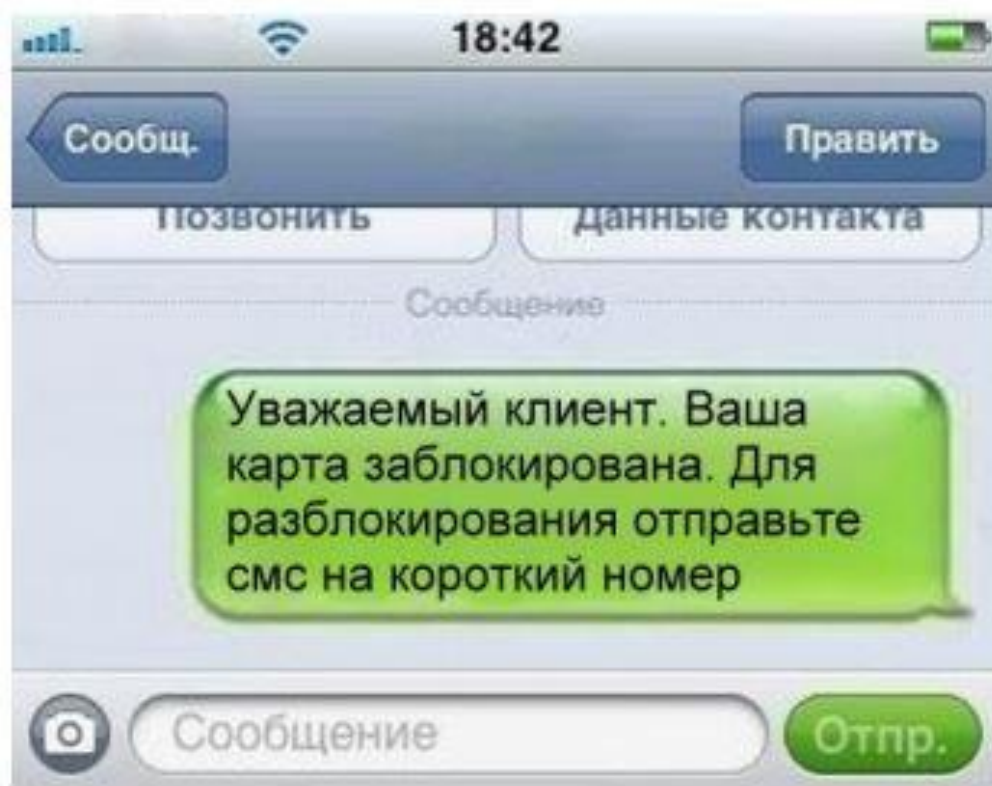 18:42
Сообщ.
Править
Позвонить
Данные контакта
Сообщение
Уважаемый клиент. Ваша
карта заблокирована. Для
разблокирования отправьте
смс на короткий номер
Сообщение
Отпр.